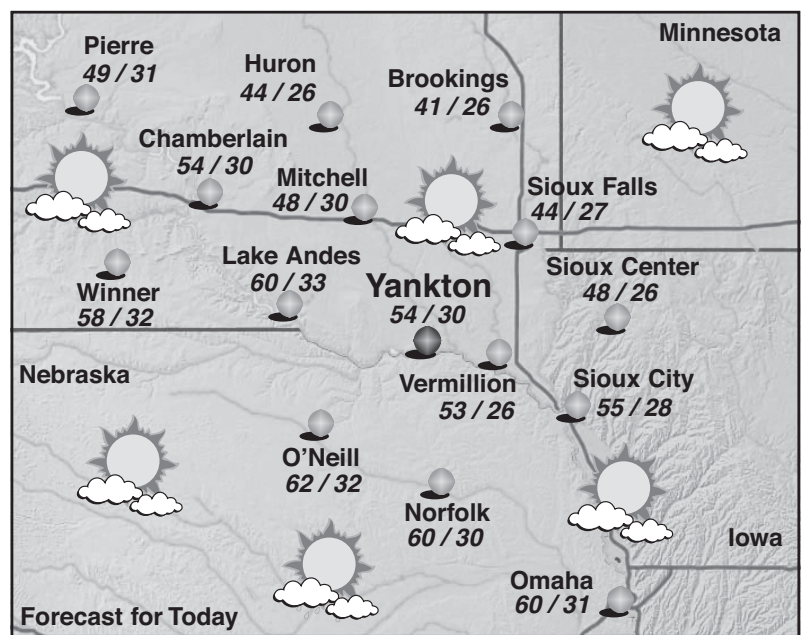 Minnesota
Pierre
49 / 31
Huron
44 / 26
Brookings
41 / 26
Chamberlain
54 / 30
Mitchell
48 / 30
Sioux Falls
44 / 27
Lake Andes
60 / 33
Winner
58 / 32
Yankton
54 / 30
Sioux Center
48 / 26
Nebraska
Vermillion
53 / 26
Sioux City
55 / 28
O'Neill
62 / 32
Norfolk
60 / 30
Iowa
Omaha
60 / 31
Forecast for Today